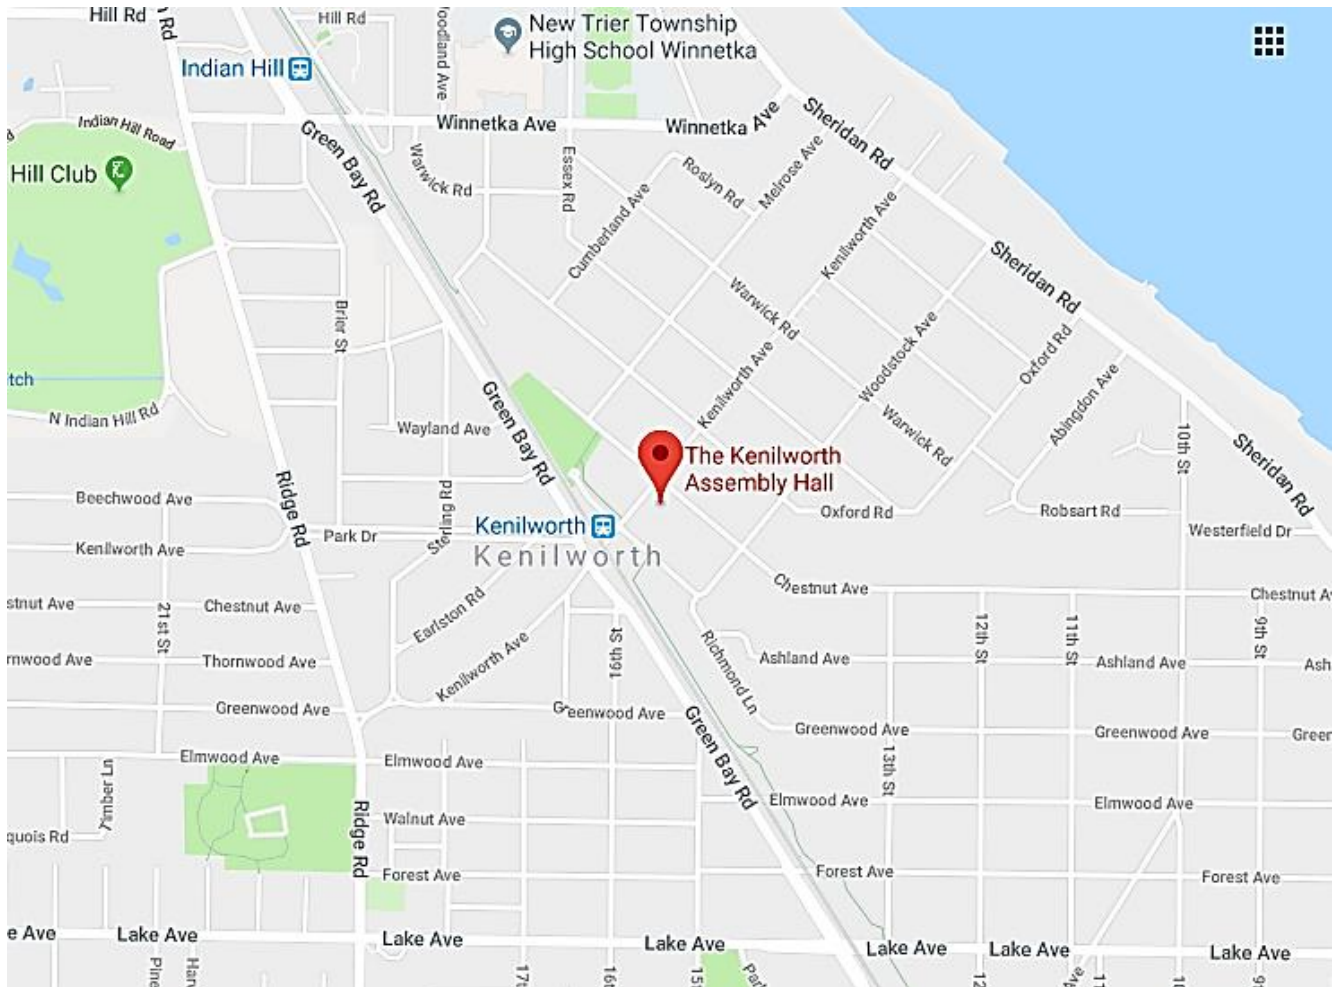 Hill Rd
Hill Rd
New Trier Township
High School Winnetka
Indian Hill
Indian Hill Road
Winnetka Ave
Winnetka Ave
Sheridan Rd
Green Bay Rd
Warwick Rd
Essex Rd
Roslyn Rd
Melrose Ave
Hill Club
Cumberland Ave
Kenilworth Ave
Sheridan Rd
Warwick Rd
Brier St
Woodstock Ave
Oxford Rd
Kenilworth Ave
Abingdon Ave
tch
N Indian Hill Rd
Wayland Ave
Green Bay Rd
Warwick Rd
10th St
Sheridan Rd
The Kenilworth
Assembly Hall
Ridge Rd
Sterling Rd
Beechwood Ave
Oxford Rd
Robsart Rd
Westerfield Dr
Park Dr
Kenilworth
Kenilworth
Kenilworth Ave
Chestnut Ave
Chestnut A
stnut Ave
Chestnut Ave
21st St
Earlston Rd
16th St
12th St
11th St
9th St
Richmond Ln
Ashland Ave
Ashland Ave
Ash
rnwood Ave
Thornwood Ave
Kenilworth Ave
Greenwood Ave
Greenwood Ave
Green Bay Rd
Greenwood Ave
Greenwood Ave
Green
Elmwood Ave
Elmwood Ave
13th St
Elmwood Ave
Elmwood Ave
Ridge Rd
Walnut Ave
quois Rd
Forest Ave
Forest Ave
Forest Ave
e Ave
Lake Ave
Lake Ave
Lake Ave
Lake Ave
Lake Ave
Lake Ave
Pine
17t
16t
15t